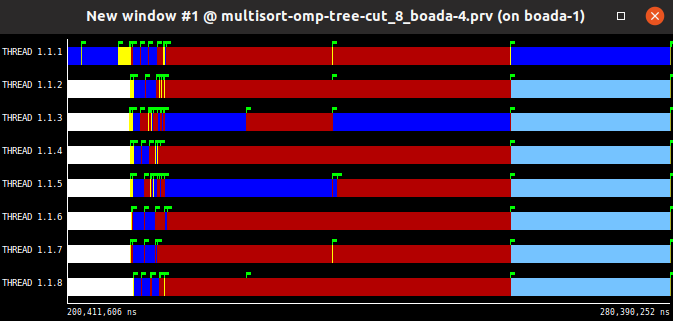 New window #1 @ multisort-omp-tree-cut_8_boada-4.prv (on boada-1)
THREAD 1.1.1
THREAD 1.1.2
THREAD 1.1.3
THREAD 1.1.4
THREAD 1.1.5
THREAD 1.1.6
THREAD 1.1.7
THREAD 1.1.8
200,411,606 ns
280,390,252 ns